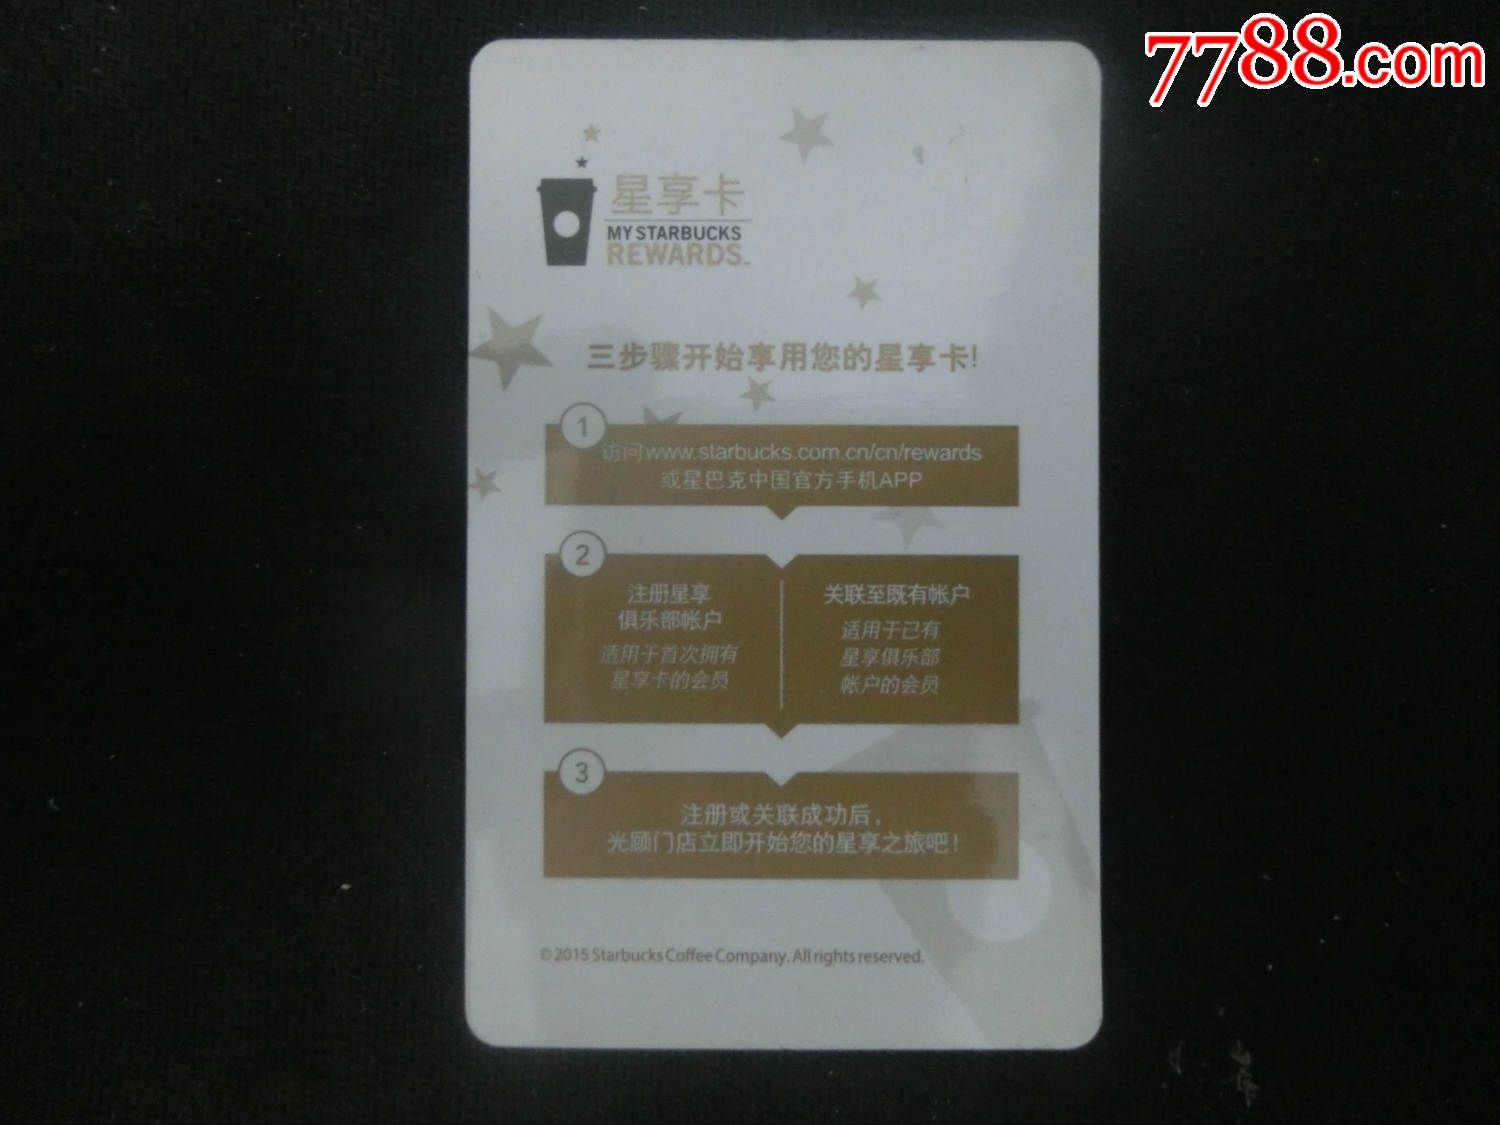 7788.com
星享卡
MY STARBUCKS
REWARDS™
三步骤开始享用您的星享卡!
1
访问www.starbucks.com.cn/cn/rewards
或星巴克中国官方手机APP
2
注册星享
俱乐部帐户
适用于首次拥有
星享卡的会员
关联至既有帐户
适用于已有
星享俱乐部
帐户的会员
3
注册或关联成功后，
光顾门店立即开始您的星享之旅吧！
© 2015 Starbucks Coffee Company. All rights reserved.